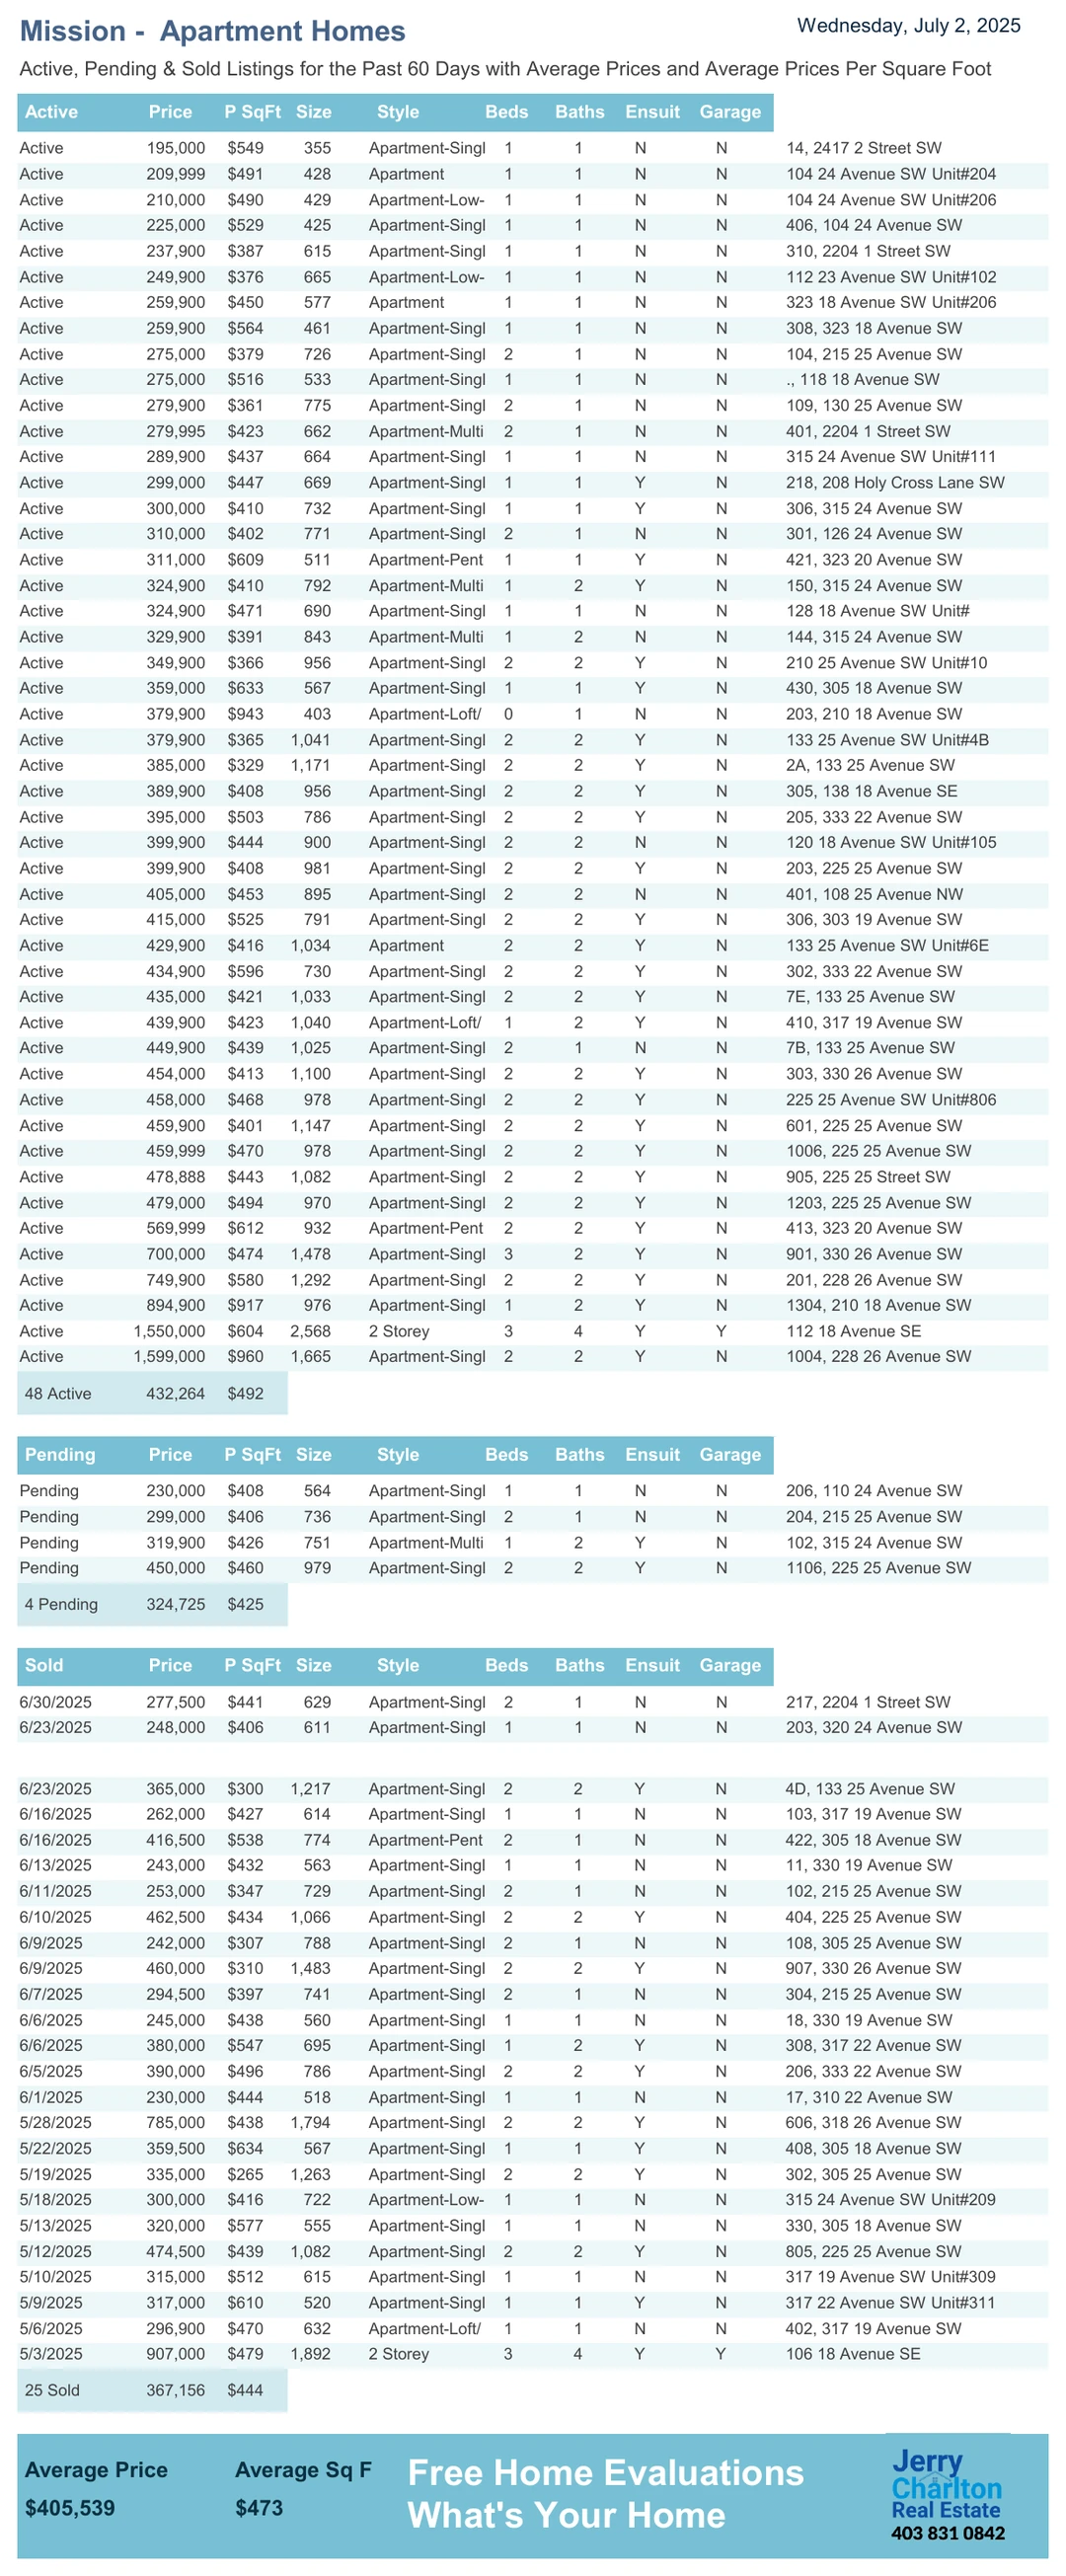 Mission - Apartment Homes
Wednesday, July 2, 2025
Active, Pending & Sold Listings for the Past 60 Days with Average Prices and Average Prices Per Square Foot
Active Price P SqFt Size Style Beds Baths Ensuit Garage
Active 195,000 $549 355 Apartment-Singl 1 1 N N 14, 2417 2 Street SW
Active 209,999 $491 428 Apartment 1 1 N N 104 24 Avenue SW Unit#204
Active 210,000 $490 429 Apartment-Low- 1 1 N N 104 24 Avenue SW Unit#206
Active 225,000 $529 425 Apartment-Singl 1 1 N N 406, 104 24 Avenue SW
Active 237,900 $387 615 Apartment-Singl 1 1 N N 310, 2204 1 Street SW
Active 249,900 $376 665 Apartment-Low- 1 1 N N 112 23 Avenue SW Unit#102
Active 259,900 $450 577 Apartment 1 1 N N 323 18 Avenue SW Unit#206
Active 259,900 $564 461 Apartment-Singl 1 1 N N 308, 323 18 Avenue SW
Active 275,000 $379 726 Apartment-Singl 2 1 N N 104, 215 25 Avenue SW
Active 275,000 $516 533 Apartment-Singl 1 1 N N ., 118 18 Avenue SW
Active 279,900 $361 775 Apartment-Singl 2 1 N N 109, 130 25 Avenue SW
Active 279,995 $423 662 Apartment-Multi 2 1 N N 401, 2204 1 Street SW
Active 289,900 $437 664 Apartment-Singl 1 1 N N 315 24 Avenue SW Unit#111
Active 299,000 $447 669 Apartment-Singl 1 1 Y N 218, 208 Holy Cross Lane SW
Active 300,000 $410 732 Apartment-Singl 1 1 Y N 306, 315 24 Avenue SW
Active 310,000 $402 771 Apartment-Singl 2 1 N N 301, 126 24 Avenue SW
Active 311,000 $609 511 Apartment-Pent 1 1 Y N 421, 323 20 Avenue SW
Active 324,900 $410 792 Apartment-Multi 1 2 Y N 150, 315 24 Avenue SW
Active 324,900 $471 690 Apartment-Singl 1 1 N N 128 18 Avenue SW Unit#
Active 329,900 $391 843 Apartment-Multi 1 2 N N 144, 315 24 Avenue SW
Active 349,900 $366 956 Apartment-Singl 2 2 Y N 210 25 Avenue SW Unit#10
Active 359,000 $633 567 Apartment-Singl 1 1 Y N 430, 305 18 Avenue SW
Active 379,900 $943 403 Apartment-Loft/ 0 1 N N 203, 210 18 Avenue SW
Active 379,900 $365 1,041 Apartment-Singl 2 2 Y N 133 25 Avenue SW Unit#4B
Active 385,000 $329 1,171 Apartment-Singl 2 2 Y N 2A, 133 25 Avenue SW
Active 389,900 $408 956 Apartment-Singl 2 2 Y N 305, 138 18 Avenue SE
Active 395,000 $503 786 Apartment-Singl 2 2 Y N 205, 333 22 Avenue SW
Active 399,900 $444 900 Apartment-Singl 2 2 N N 120 18 Avenue SW Unit#105
Active 399,900 $408 981 Apartment-Singl 2 2 Y N 203, 225 25 Avenue SW
Active 405,000 $453 895 Apartment-Singl 2 2 N N 401, 108 25 Avenue NW
Active 415,000 $525 791 Apartment-Singl 2 2 Y N 306, 303 19 Avenue SW
Active 429,900 $416 1,034 Apartment 2 2 Y N 133 25 Avenue SW Unit#6E
Active 434,900 $596 730 Apartment-Singl 2 2 Y N 302, 333 22 Avenue SW
Active 435,000 $421 1,033 Apartment-Singl 2 2 Y N 7E, 133 25 Avenue SW
Active 439,900 $423 1,040 Apartment-Loft/ 1 2 Y N 410, 317 19 Avenue SW
Active 449,900 $439 1,025 Apartment-Singl 2 1 N N 7B, 133 25 Avenue SW
Active 454,000 $413 1,100 Apartment-Singl 2 2 Y N 303, 330 26 Avenue SW
Active 458,000 $468 978 Apartment-Singl 2 2 Y N 225 25 Avenue SW Unit#806
Active 459,900 $401 1,147 Apartment-Singl 2 2 Y N 601, 225 25 Avenue SW
Active 459,999 $470 978 Apartment-Singl 2 2 Y N 1006, 225 25 Avenue SW
Active 478,888 $443 1,082 Apartment-Singl 2 2 Y N 905, 225 25 Street SW
Active 479,000 $494 970 Apartment-Singl 2 2 Y N 1203, 225 25 Avenue SW
Active 569,999 $612 932 Apartment-Pent 2 2 Y N 413, 323 20 Avenue SW
Active 700,000 $474 1,478 Apartment-Singl 3 2 Y N 901, 330 26 Avenue SW
Active 749,900 $580 1,292 Apartment-Singl 2 2 Y N 201, 228 26 Avenue SW
Active 894,900 $917 976 Apartment-Singl 1 2 Y N 1304, 210 18 Avenue SW
Active 1,550,000 $604 2,568 2 Storey 3 4 Y Y 112 18 Avenue SE
Active 1,599,000 $960 1,665 Apartment-Singl 2 2 Y N 1004, 228 26 Avenue SW
48 Active 432,264 $492
Pending Price P SqFt Size Style Beds Baths Ensuit Garage
Pending 230,000 $408 564 Apartment-Singl 1 1 N N 206, 110 24 Avenue SW
Pending 299,000 $406 736 Apartment-Singl 2 1 N N 204, 215 25 Avenue SW
Pending 319,900 $426 751 Apartment-Multi 1 2 Y N 102, 315 24 Avenue SW
Pending 450,000 $460 979 Apartment-Singl 2 2 Y N 1106, 225 25 Avenue SW
4 Pending 324,725 $425
Sold Price P SqFt Size Style Beds Baths Ensuit Garage
6/30/2025 277,500 $441 629 Apartment-Singl 2 1 N N 217, 2204 1 Street SW
6/23/2025 248,000 $406 611 Apartment-Singl 1 1 N N 203, 320 24 Avenue SW
6/23/2025 365,000 $300 1,217 Apartment-Singl 2 2 Y N 4D, 133 25 Avenue SW
6/16/2025 262,000 $427 614 Apartment-Singl 1 1 N N 103, 317 19 Avenue SW
6/16/2025 416,500 $538 774 Apartment-Pent 2 1 N N 422, 305 18 Avenue SW
6/13/2025 243,000 $432 563 Apartment-Singl 1 1 N N 11, 330 19 Avenue SW
6/11/2025 253,000 $347 729 Apartment-Singl 2 1 N N 102, 215 25 Avenue SW
6/10/2025 462,500 $434 1,066 Apartment-Singl 2 2 Y N 404, 225 25 Avenue SW
6/9/2025 242,000 $307 788 Apartment-Singl 2 1 N N 108, 305 25 Avenue SW
6/9/2025 460,000 $310 1,483 Apartment-Singl 2 2 Y N 907, 330 26 Avenue SW
6/7/2025 294,500 $397 741 Apartment-Singl 2 1 N N 304, 215 25 Avenue SW
6/6/2025 245,000 $438 560 Apartment-Singl 1 1 N N 18, 330 19 Avenue SW
6/6/2025 380,000 $547 695 Apartment-Singl 1 2 Y N 308, 317 22 Avenue SW
6/5/2025 390,000 $496 786 Apartment-Singl 2 2 Y N 206, 333 22 Avenue SW
6/1/2025 230,000 $444 518 Apartment-Singl 1 1 N N 17, 310 22 Avenue SW
5/28/2025 785,000 $438 1,794 Apartment-Singl 2 2 Y N 606, 318 26 Avenue SW
5/22/2025 359,500 $634 567 Apartment-Singl 1 1 Y N 408, 305 18 Avenue SW
5/19/2025 335,000 $265 1,263 Apartment-Singl 2 2 Y N 302, 305 25 Avenue SW
5/18/2025 300,000 $416 722 Apartment-Low- 1 1 N N 315 24 Avenue SW Unit#209
5/13/2025 320,000 $577 555 Apartment-Singl 1 1 N N 330, 305 18 Avenue SW
5/12/2025 474,500 $439 1,082 Apartment-Singl 2 2 Y N 805, 225 25 Avenue SW
5/10/2025 315,000 $512 615 Apartment-Singl 1 1 N N 317 19 Avenue SW Unit#309
5/9/2025 317,000 $610 520 Apartment-Singl 1 1 Y N 317 22 Avenue SW Unit#311
5/6/2025 296,900 $470 632 Apartment-Loft/ 1 1 N N 402, 317 19 Avenue SW
5/3/2025 907,000 $479 1,892 2 Storey 3 4 Y Y 106 18 Avenue SE
25 Sold 367,156 $444
Average Price Average Sq F
$405,539 $473
Free Home Evaluations
What's Your Home
Jerry
Charlton
Real Estate
403 831 0842